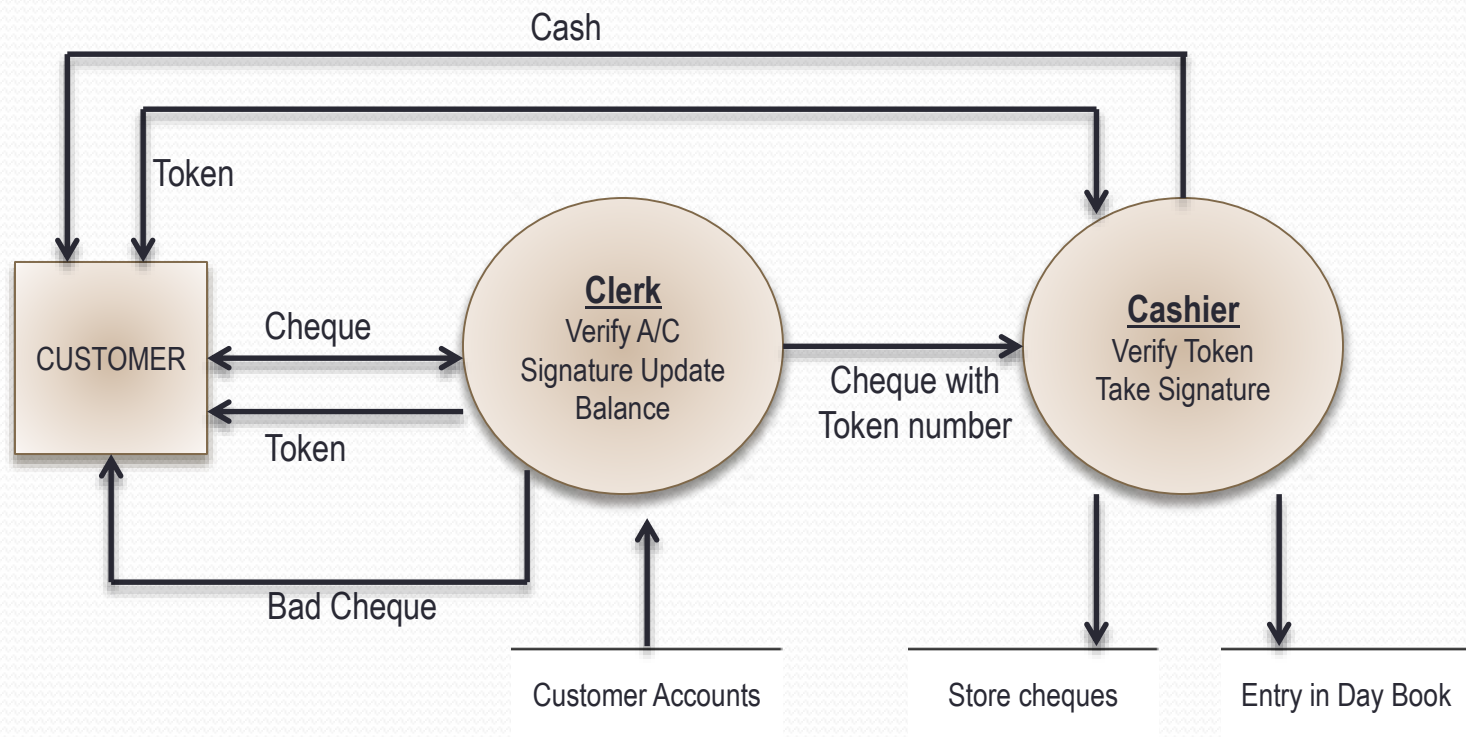 Cash
Token
CUSTOMER
Cheque
Token
Bad Cheque
Clerk
Verify A/C
Signature Update
Balance
Cheque with
Token number
Cashier
Verify Token
Take Signature
Customer Accounts
Store cheques
Entry in Day Book